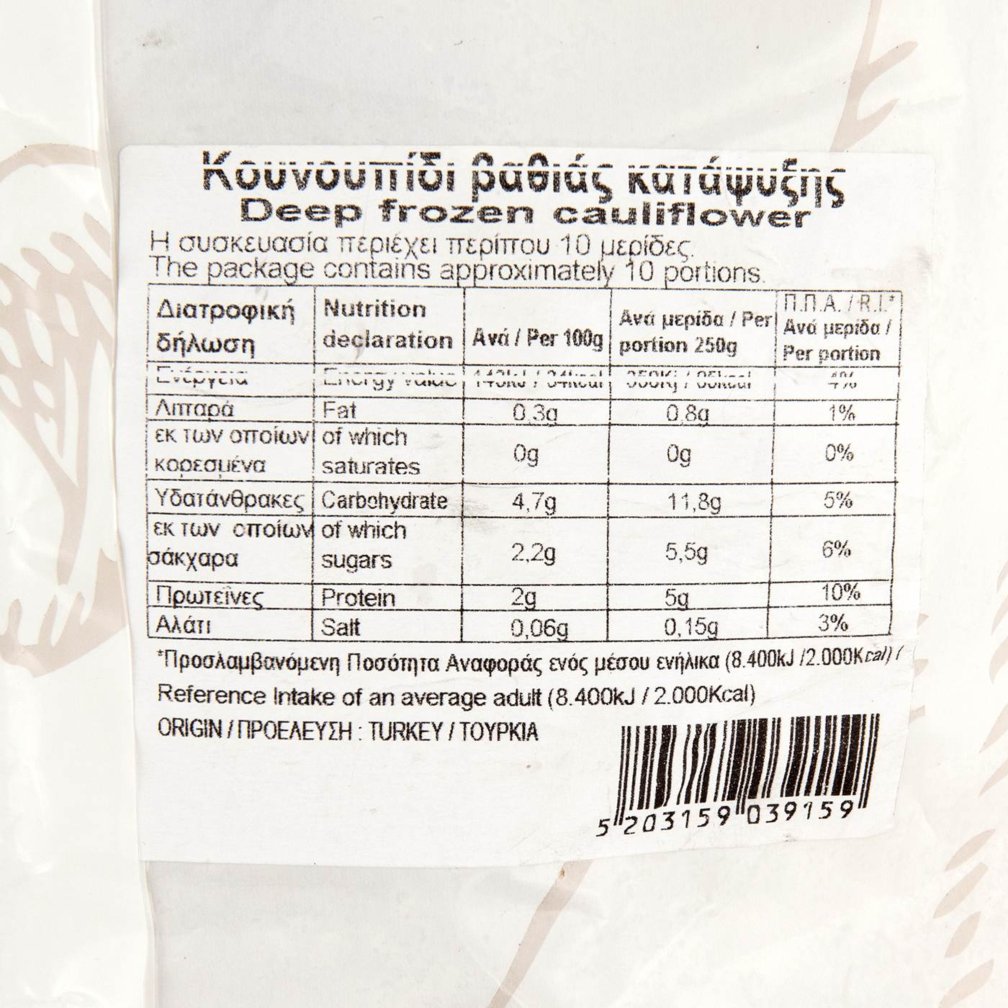 Κουνουπίδι βαθιάς κατάψυξης
Deep frozen cauliflower
Η συσκευασία περιέχει περίπου 10 μερίδες.
The package contains approximately 10 portions.
Διατροφική δήλωση Nutrition declaration Ανά / Per 100g Ανά μερίδα / Per portion 250g Π.Π.Α. / R.I.* Ανά μερίδα / Per portion
Ενέργεια Energy value 4%
Λιπαρά Fat 0.3g 0.8g 1%
εκ των οποίων κορεσμένα of which saturates 0g 0g 0%
Υδατάνθρακες Carbohydrate 4,7g 11,8g 5%
εκ των οποίων σάκχαρα of which sugars 2,2g 5,5g 6%
Πρωτεΐνες Protein 2g 5g 10%
Αλάτι Salt 0,06g 0,15g 3%
*Προσλαμβανόμενη Ποσότητα Αναφοράς ενός μέσου ενήλικα (8.400kJ /2.000Kcal) /
Reference Intake of an average adult (8.400kJ / 2.000Kcal)
ORIGIN / ΠΡΟΕΛΕΥΣΗ : TURKEY / ΤΟΥΡΚΙΑ
5 203159 039159